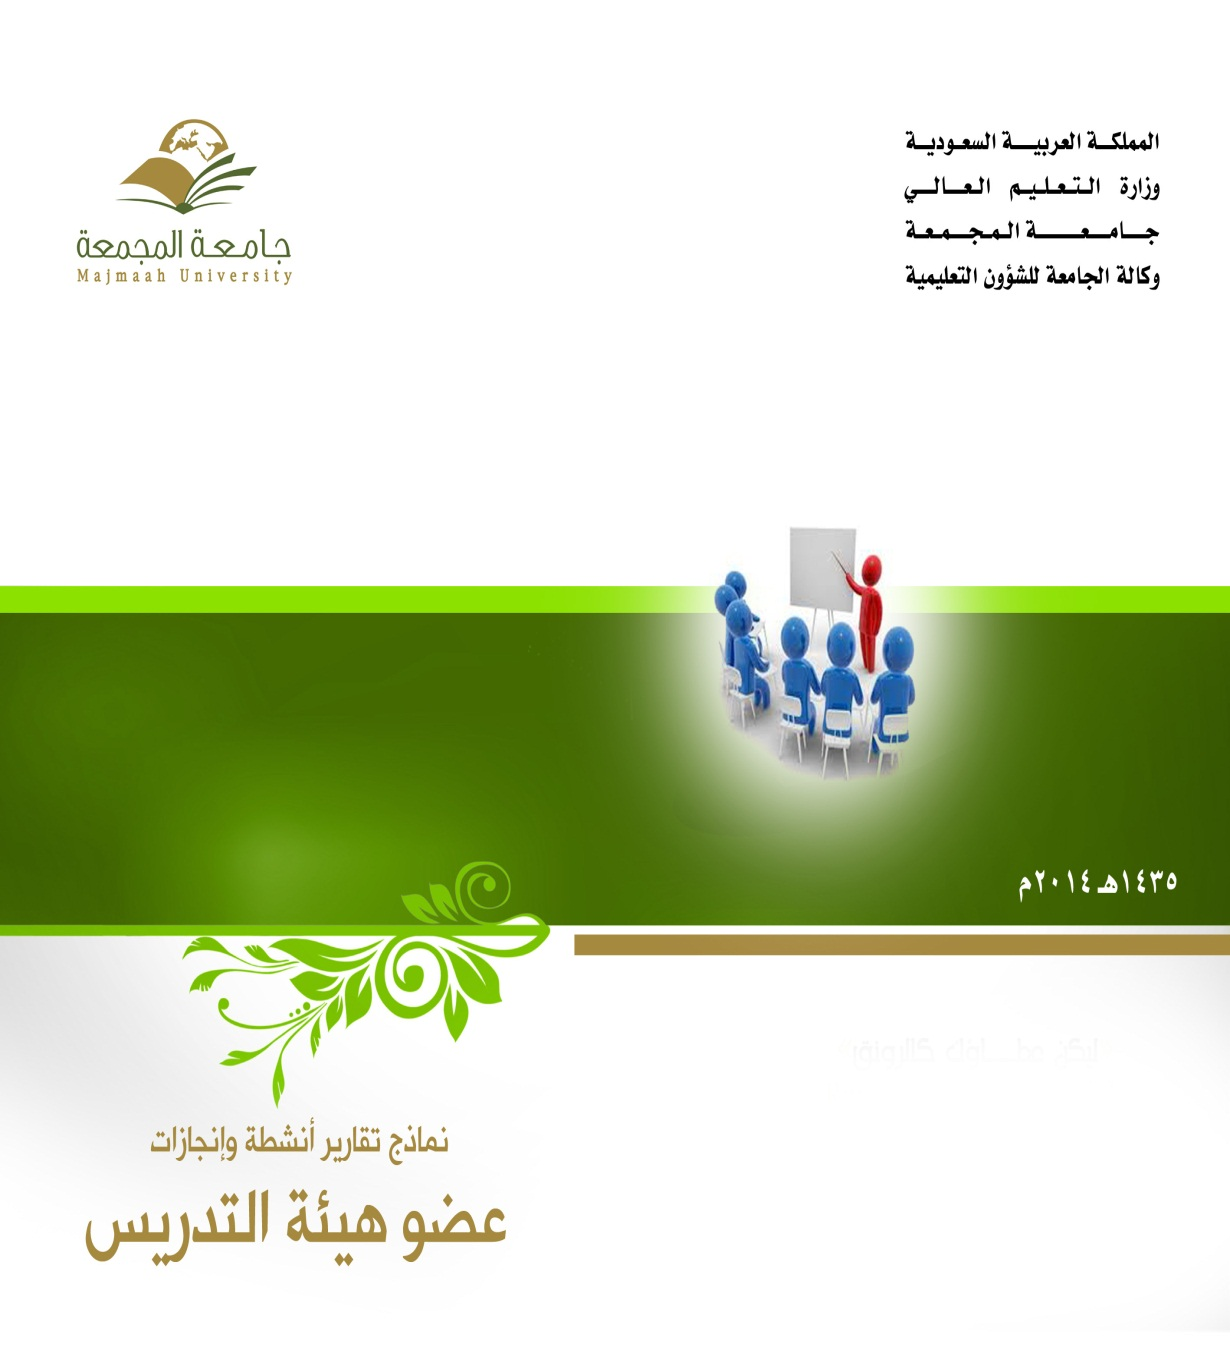 المملكة العربية السعودية
وزارة التعليم العالي
جامعة المجمعة
وكالة الجامعة للشؤون التعليمية
جامعة المجمعة
Majmaah University
١٤٣٥هـ ٢٠١٤م
نماذج تقارير أنشطة وإنجازات
عضو هيئة التدريس